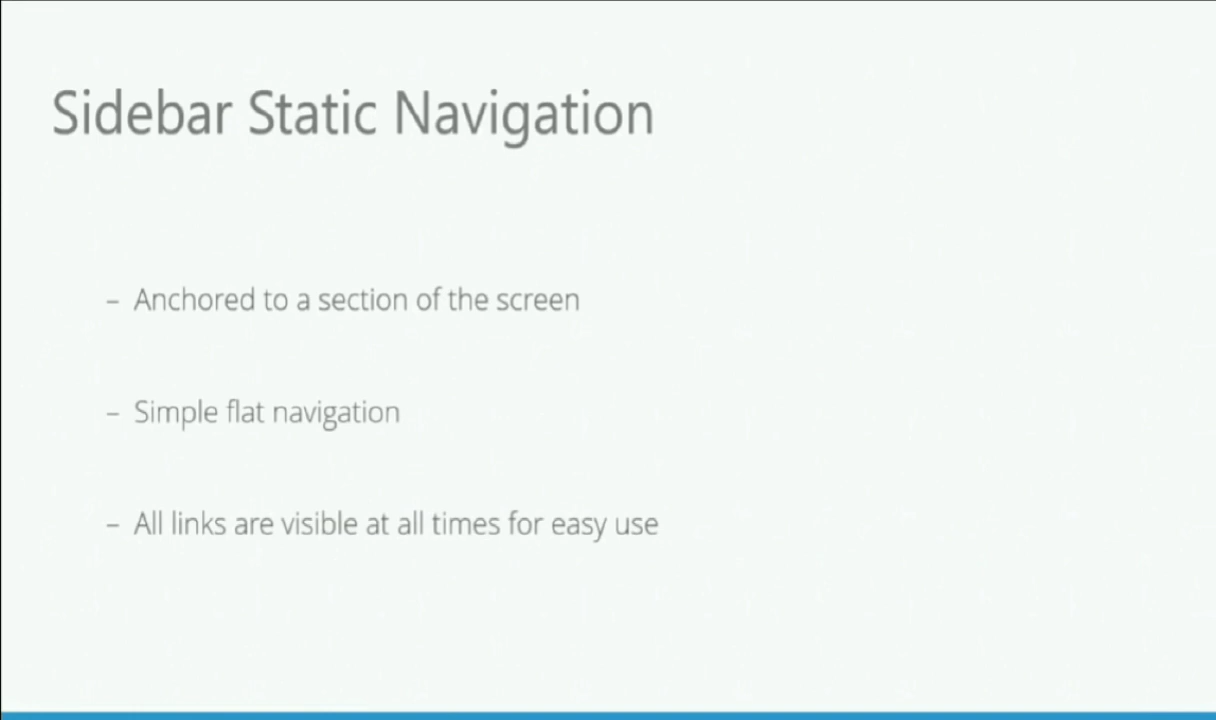 Sidebar Static Navigation
– Anchored to a section of the screen
– Simple flat navigation
– All links are visible at all times for easy use